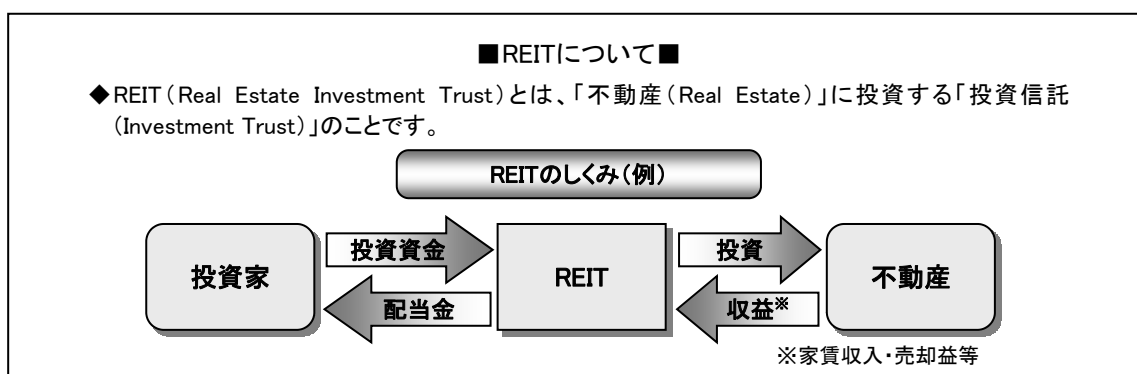 ■REITについて■
◆REIT(Real Estate Investment Trust)とは、「不動産(Real Estate)」に投資する「投資信託
(Investment Trust)」のことです。
REITのしくみ(例)
投資家
投資資金
配当金
REIT
投資
収益※
不動産
※家賃収入・売却益等